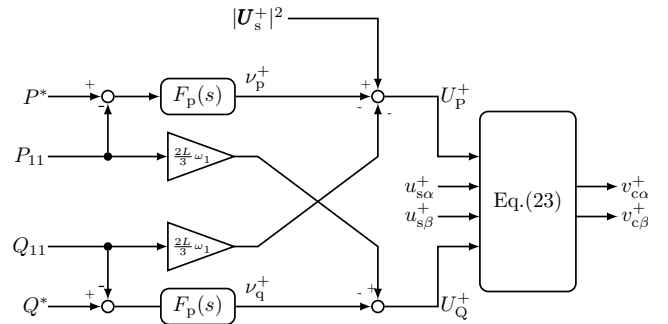 |U_s^+|^2
P* + - F_p(s) ν_p^+ + - - U_P^+
P_11 2L/3 ω_1
u_sα^+ v_cα^+
Eq.(23)
u_sβ^+ v_cβ^+
Q_11 2L/3 ω_1
Q* + - F_p(s) ν_q^+ - + U_Q^+